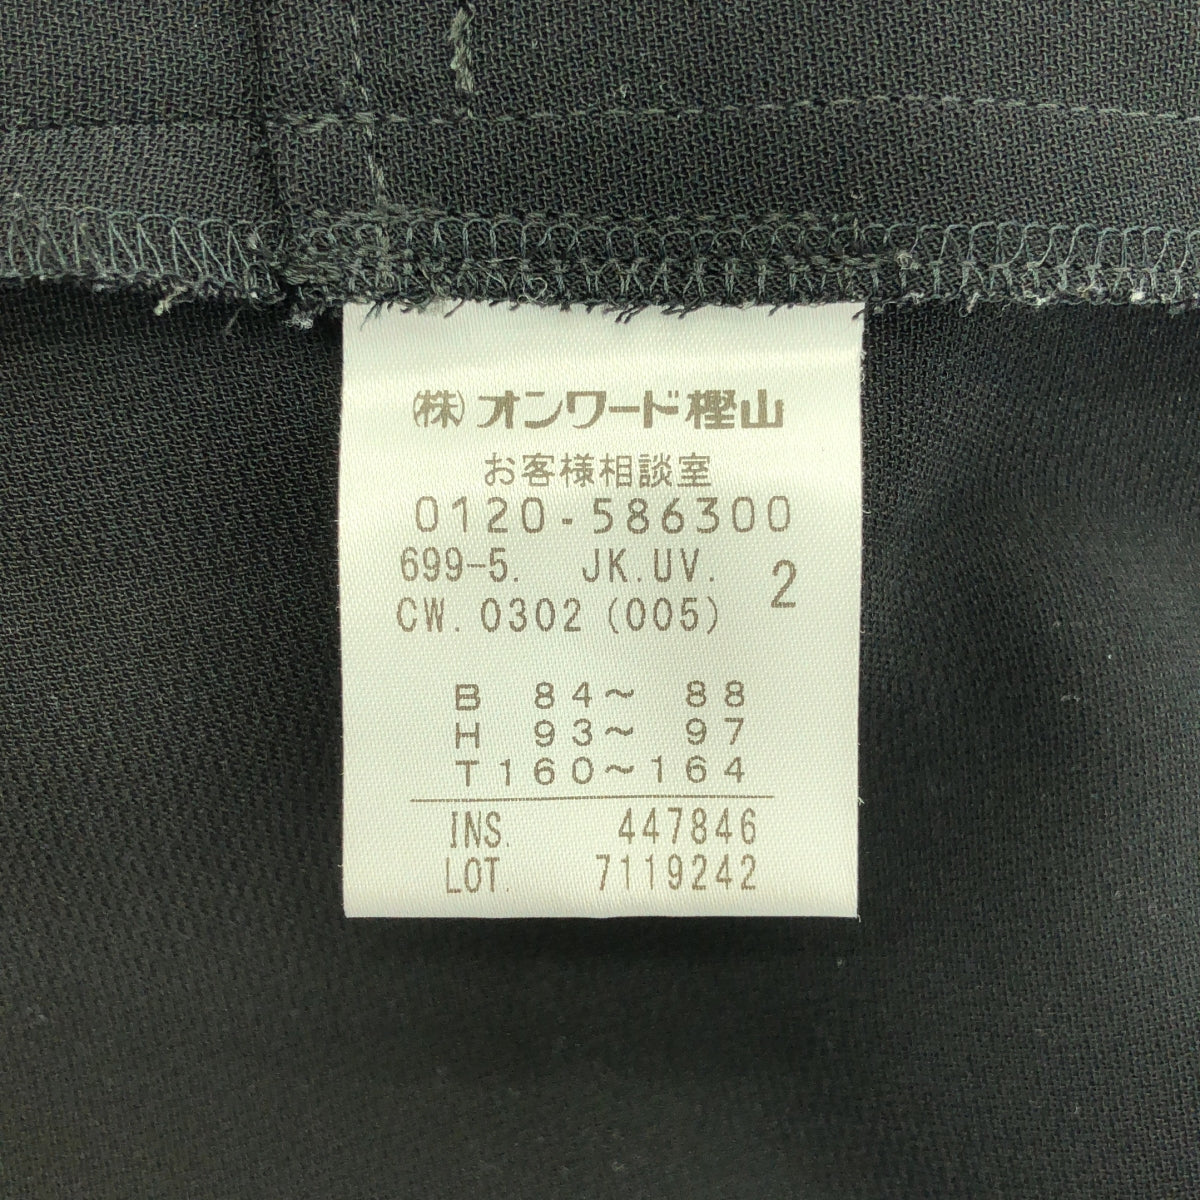 (株)オンワード樫山
お客様相談室
0120-586300
699-5. JK.UV. 2
CW.0302(005)
B 84～ 88
H 93～ 97
T160～164
INS. 447846
LOT. 7119242